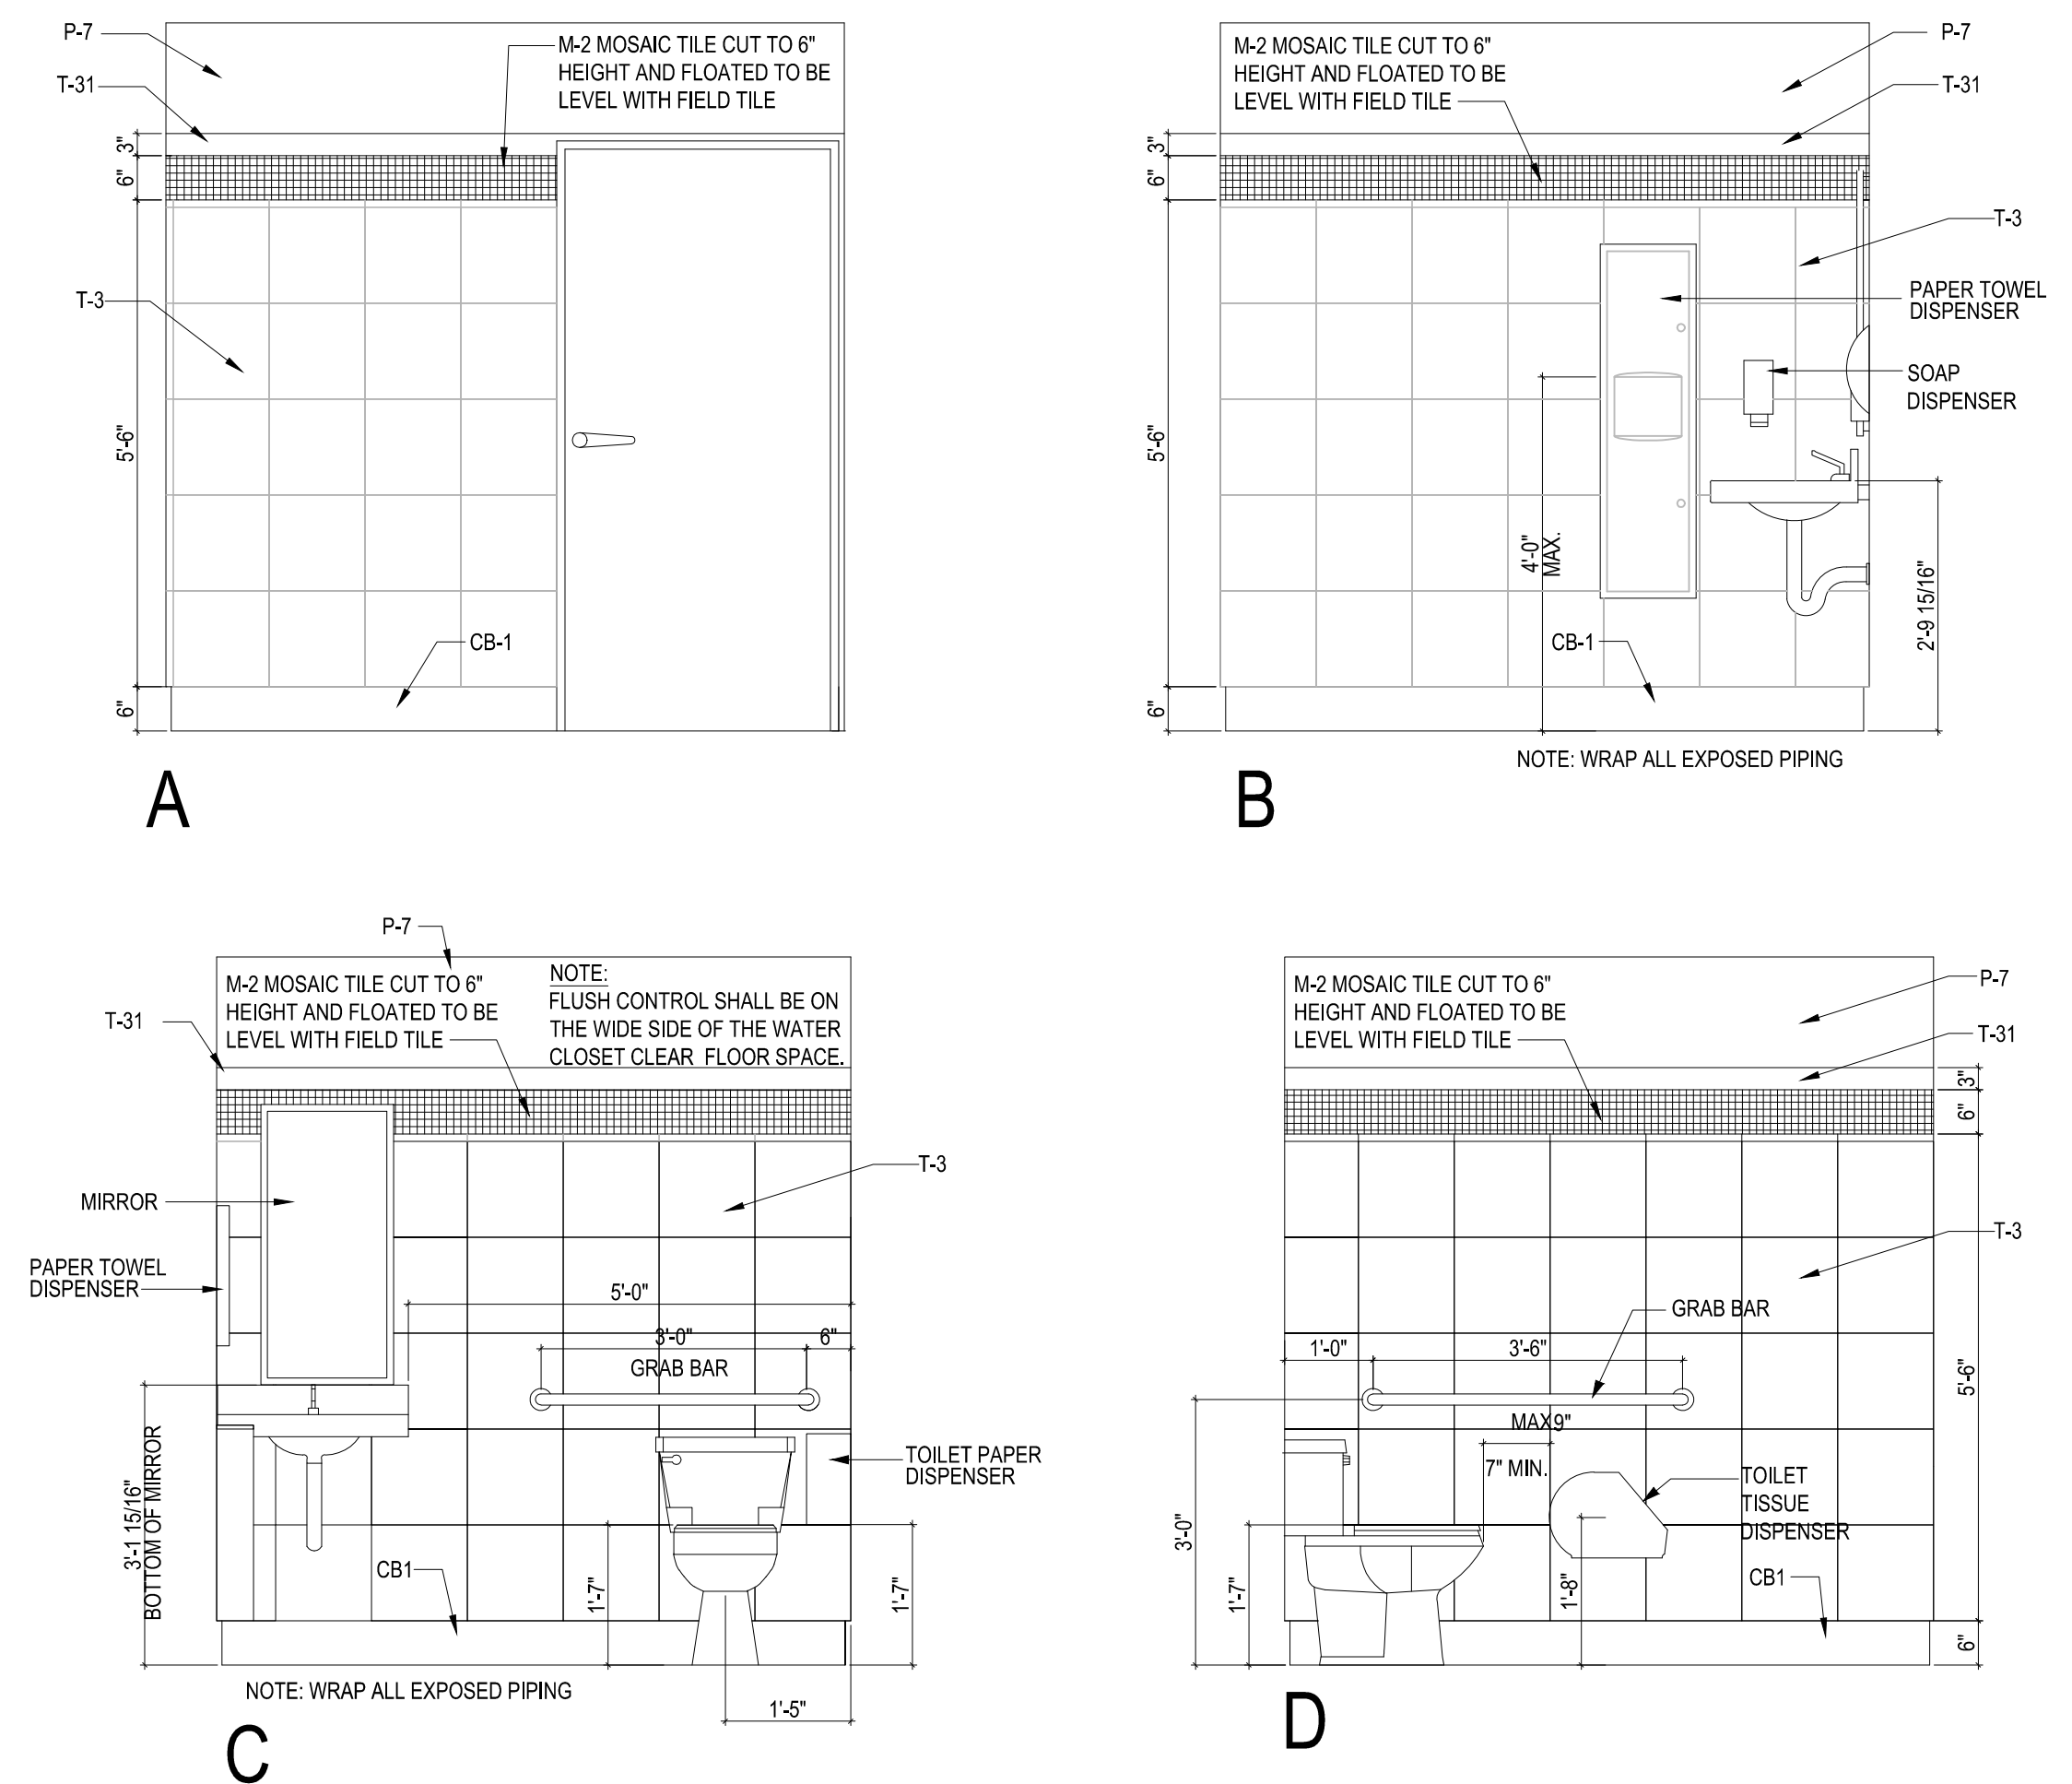 P-7
M-2 MOSAIC TILE CUT TO 6"
HEIGHT AND FLOATED TO BE
LEVEL WITH FIELD TILE
T-31
3"
6"
T-3
5'-6"
CB-1
6"
A
M-2 MOSAIC TILE CUT TO 6"
HEIGHT AND FLOATED TO BE
LEVEL WITH FIELD TILE
P-7
T-31
3"
6"
T-3
PAPER TOWEL
DISPENSER
SOAP
DISPENSER
5'-6"
4'-0"
MAX.
2'-9 15/16"
CB-1
6"
NOTE: WRAP ALL EXPOSED PIPING
B
P-7
M-2 MOSAIC TILE CUT TO 6"
HEIGHT AND FLOATED TO BE
LEVEL WITH FIELD TILE
NOTE:
FLUSH CONTROL SHALL BE ON
THE WIDE SIDE OF THE WATER
CLOSET CLEAR FLOOR SPACE.
T-31
T-3
MIRROR
PAPER TOWEL
DISPENSER
5'-0"
3'-0"
6"
GRAB BAR
TOILET PAPER
DISPENSER
3'-1 15/16"
BOTTOM OF MIRROR
CB1
1'-7"
1'-7"
NOTE: WRAP ALL EXPOSED PIPING
1'-5"
C
M-2 MOSAIC TILE CUT TO 6"
HEIGHT AND FLOATED TO BE
LEVEL WITH FIELD TILE
P-7
T-31
3"
6"
T-3
GRAB BAR
1'-0"
3'-6"
5'-6"
MAX9"
7" MIN.
TOILET
TISSUE
DISPENSER
3'-0"
1'-7"
1'-8"
CB1
6"
D